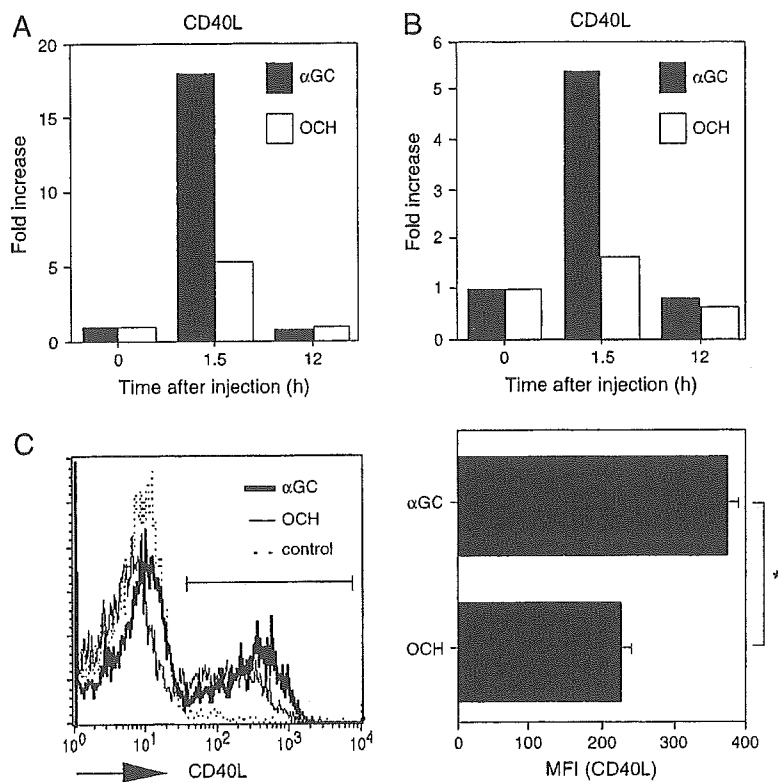 A
CD40L
20
15
10
5
0
Fold increase
αGC
OCH
0
1.5
12
Time after injection (h)
B
CD40L
6
5
4
3
2
1
0
Fold increase
αGC
OCH
0
1.5
12
Time after injection (h)
C
αGC
OCH
control
10⁰
10¹
10²
10³
10⁴
CD40L
αGC
OCH
*
0
100
200
300
400
MFI (CD40L)